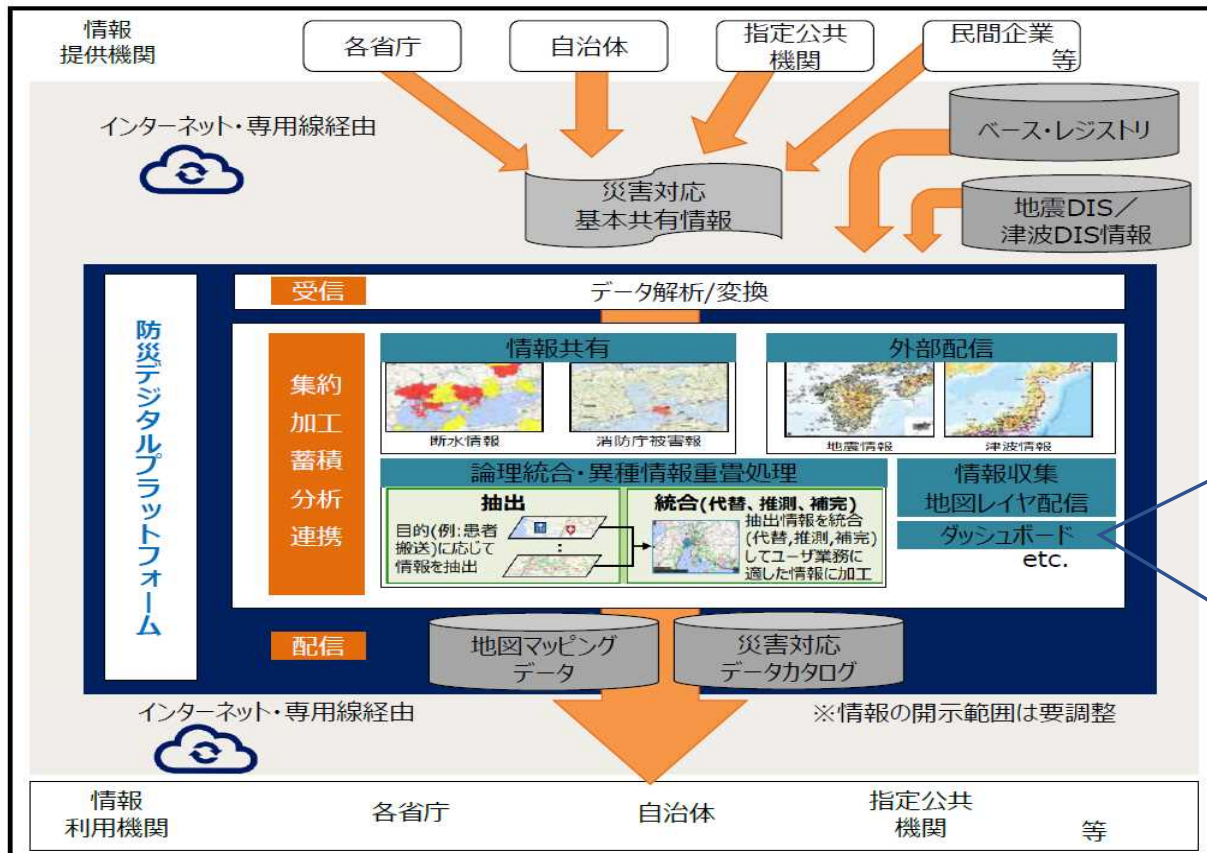 情報
提供機関
各省庁
自治体
指定公共
機関
民間企業
等
インターネット・専用線経由
ベース・レジストリ
災害対応
基本共有情報
地震DIS／
津波DIS情報
防災デジタルプラットフォーム
受信
データ解析/変換
集約
加工
蓄積
分析
連携
情報共有
断水情報
消防庁被害報
外部配信
地震情報
津波情報
論理統合・異種情報重畳処理
抽出
目的(例:患者
搬送)に応じて
情報を抽出
統合(代替、推測、補完)
抽出情報を統合
(代替,推測,補完)
してユーザ業務に
適した情報に加工
情報収集
地図レイヤ配信
ダッシュボード
etc.
配信
地図マッピング
データ
災害対応
データカタログ
インターネット・専用線経由
※情報の開示範囲は要調整
情報
利用機関
各省庁
自治体
指定公共
機関
等